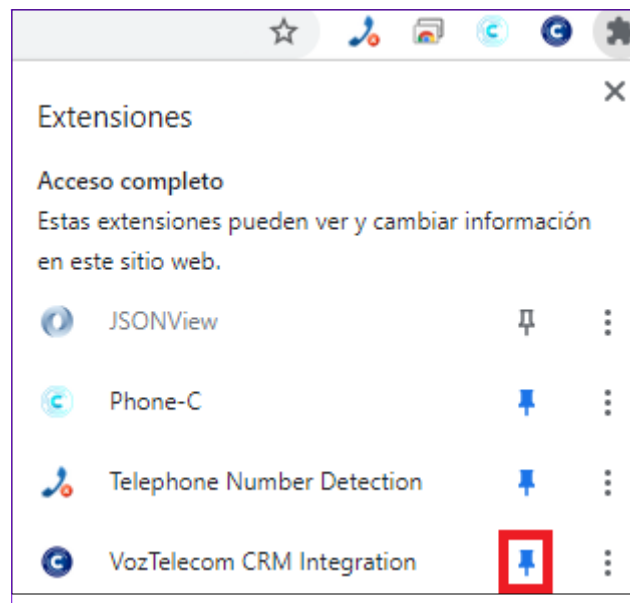 Extensiones
Acceso completo
Estas extensiones pueden ver y cambiar información
en este sitio web.
JSONView
Phone-C
Telephone Number Detection
VozTelecom CRM Integration